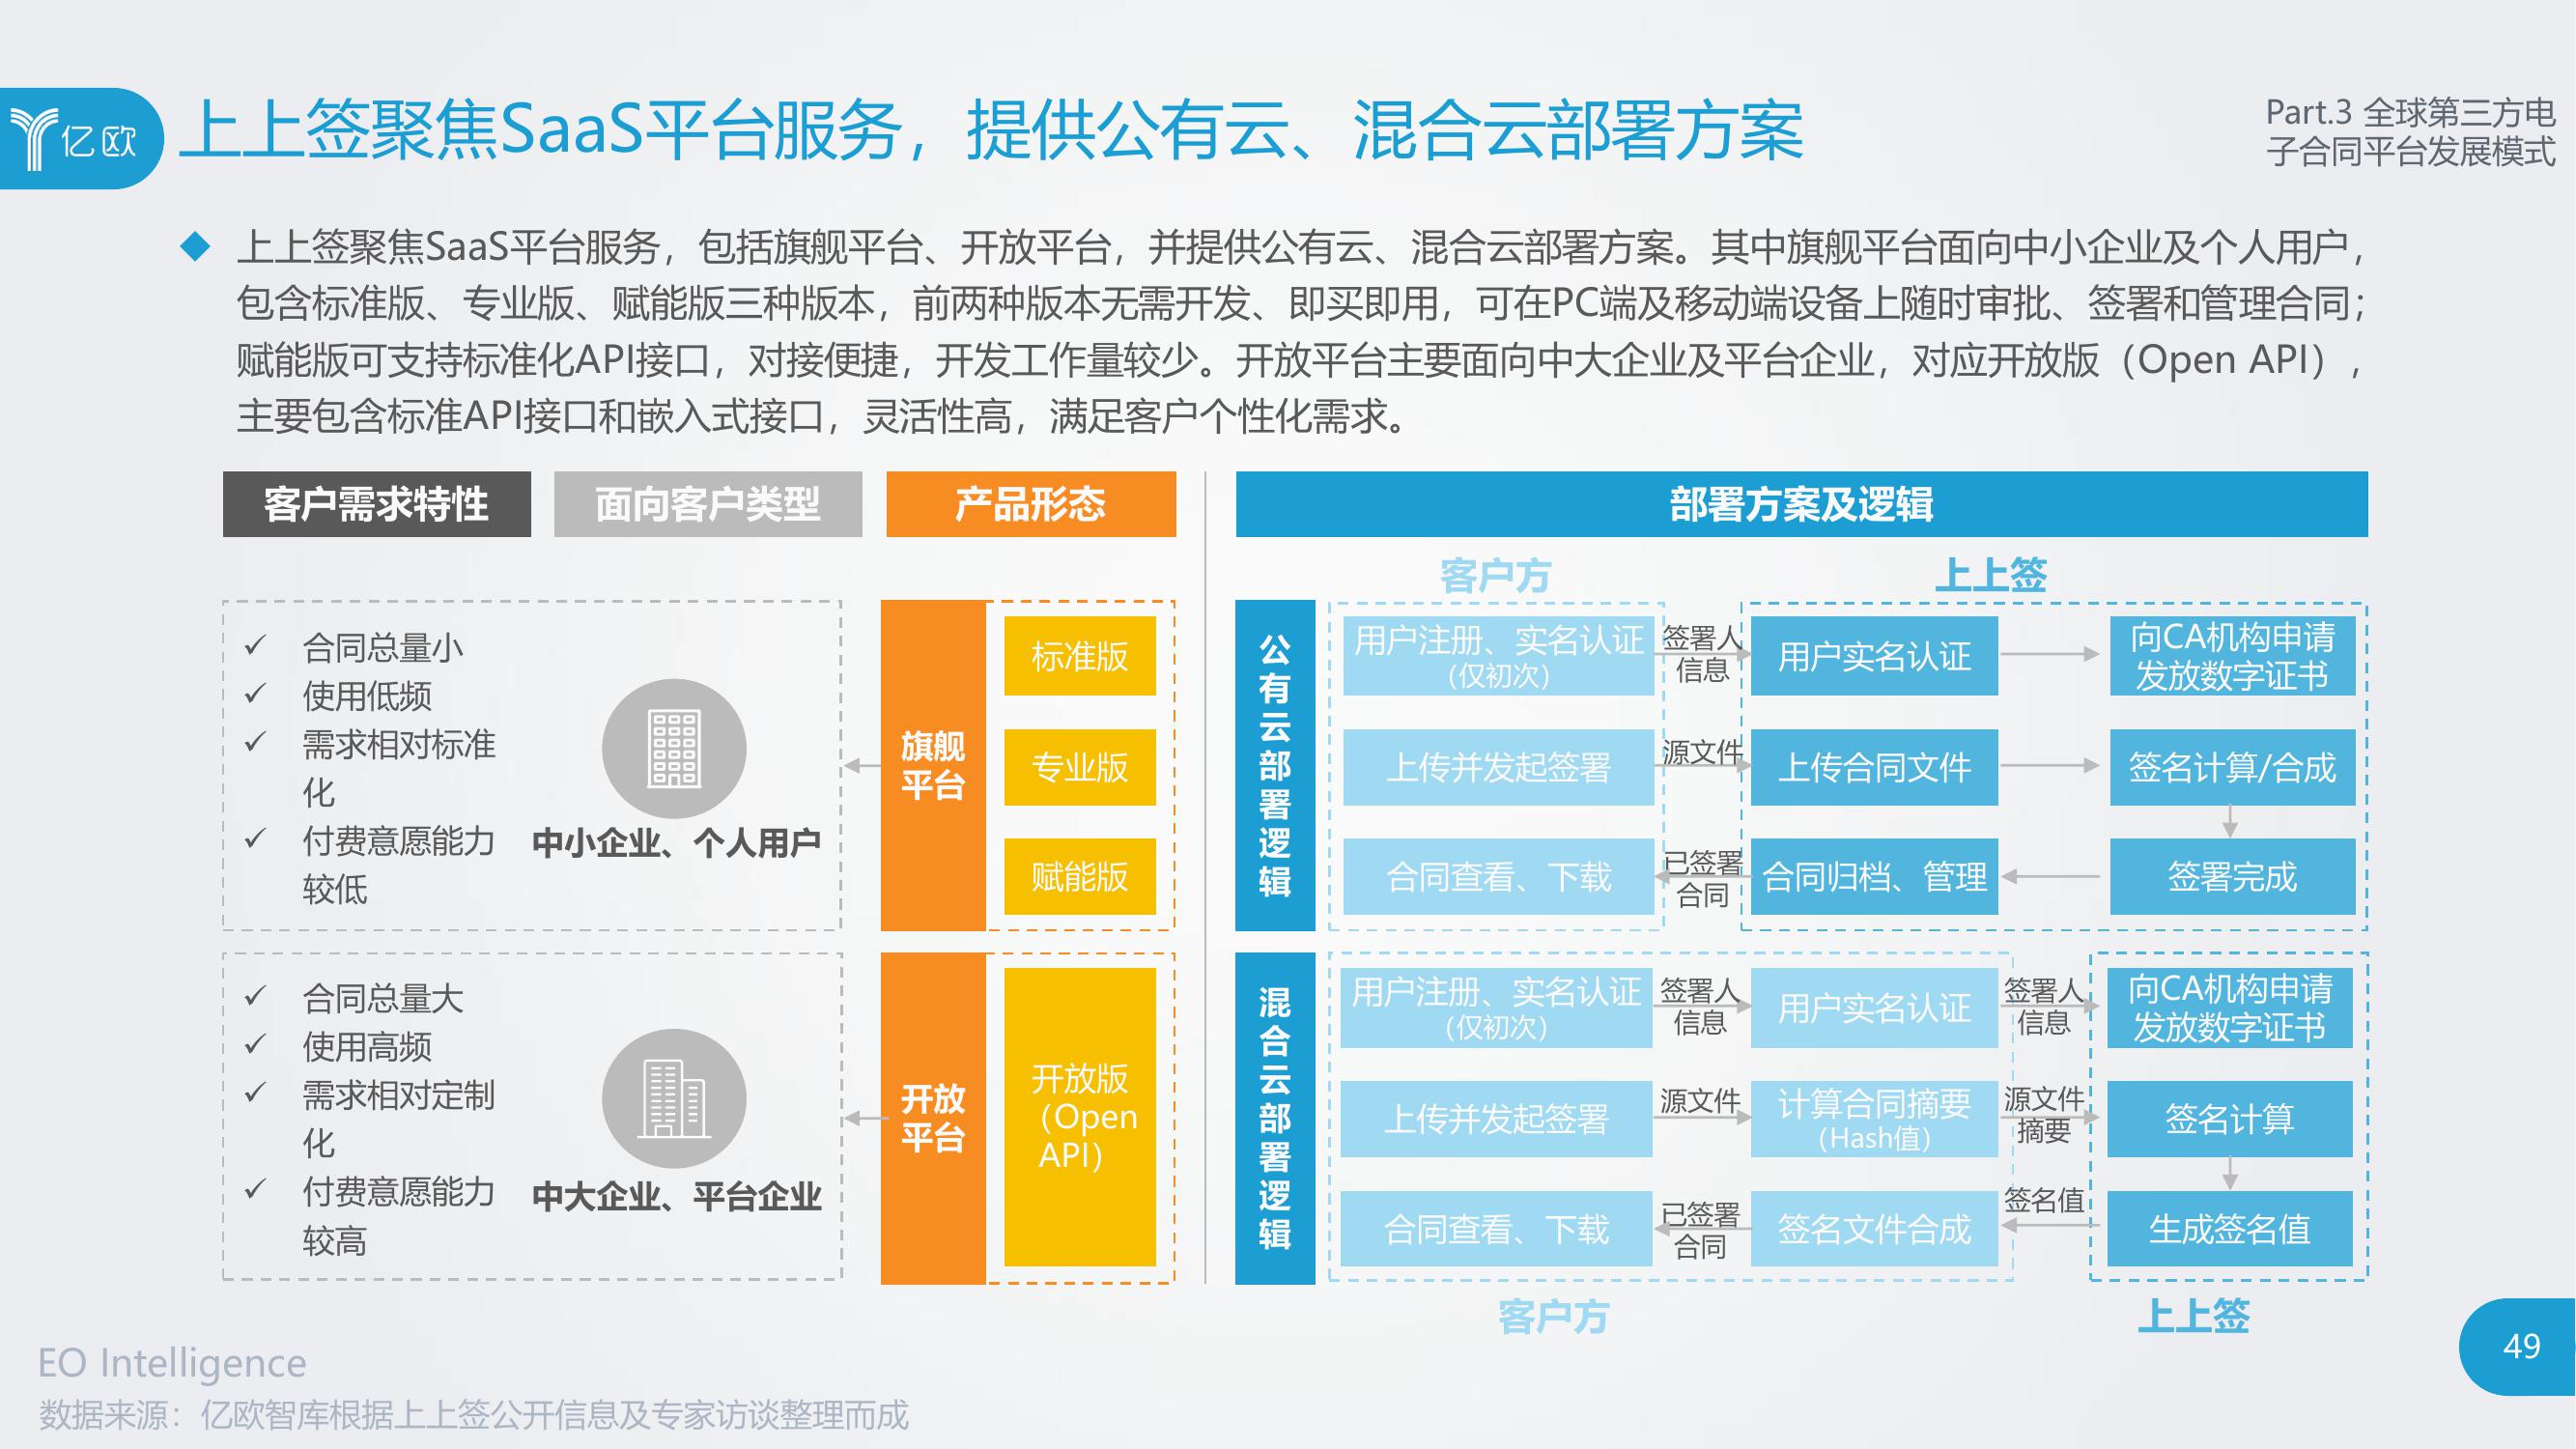 亿欧
上上签聚焦SaaS平台服务，提供公有云、混合云部署方案
Part.3 全球第三方电
子合同平台发展模式
上上签聚焦SaaS平台服务，包括旗舰平台、开放平台，并提供公有云、混合云部署方案。其中旗舰平台面向中小企业及个人用户，
包含标准版、专业版、赋能版三种版本，前两种版本无需开发、即买即用，可在PC端及移动端设备上随时审批、签署和管理合同；
赋能版可支持标准化API接口，对接便捷，开发工作量较少。开放平台主要面向中大企业及平台企业，对应开放版（Open API），
主要包含标准API接口和嵌入式接口，灵活性高，满足客户个性化需求。
客户需求特性
面向客户类型
产品形态
部署方案及逻辑
客户方
上上签
合同总量小
使用低频
需求相对标准
化
付费意愿能力
较低
中小企业、个人用户
旗舰
平台
标准版
专业版
赋能版
公有云部署逻辑
用户注册、实名认证
（仅初次）
签署人
信息
用户实名认证
向CA机构申请
发放数字证书
上传并发起签署
源文件
上传合同文件
签名计算/合成
合同查看、下载
已签署
合同
合同归档、管理
签署完成
合同总量大
使用高频
需求相对定制
化
付费意愿能力
较高
中大企业、平台企业
开放
平台
开放版
（Open
API）
混合云部署逻辑
用户注册、实名认证
（仅初次）
签署人
信息
用户实名认证
签署人
信息
向CA机构申请
发放数字证书
上传并发起签署
源文件
计算合同摘要
（Hash值）
源文件
摘要
签名计算
合同查看、下载
已签署
合同
签名文件合成
签名值
生成签名值
客户方
上上签
EO Intelligence
数据来源：亿欧智库根据上上签公开信息及专家访谈整理而成
49